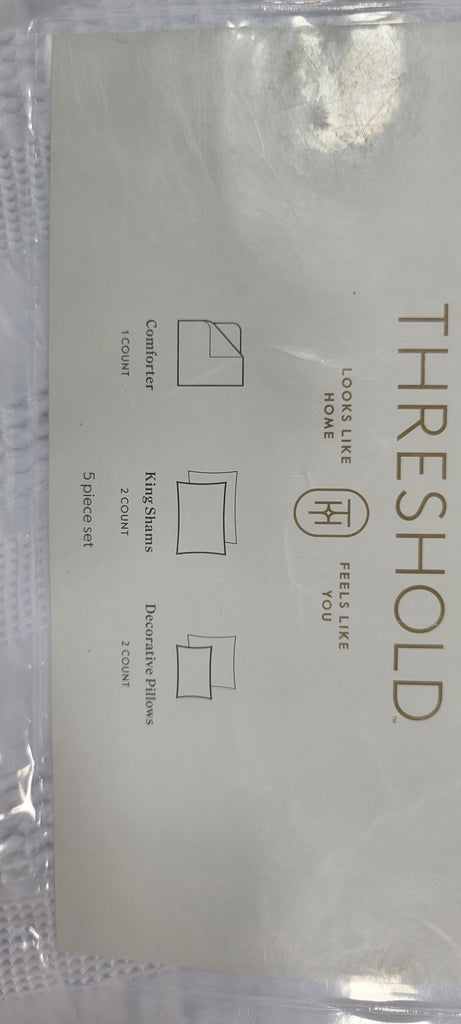 THRESHOLD™
LOOKS LIKE
HOME
TH
FEELS LIKE
YOU
Comforter
1 COUNT
King Shams
2 COUNT
Decorative Pillows
2 COUNT
5 piece set